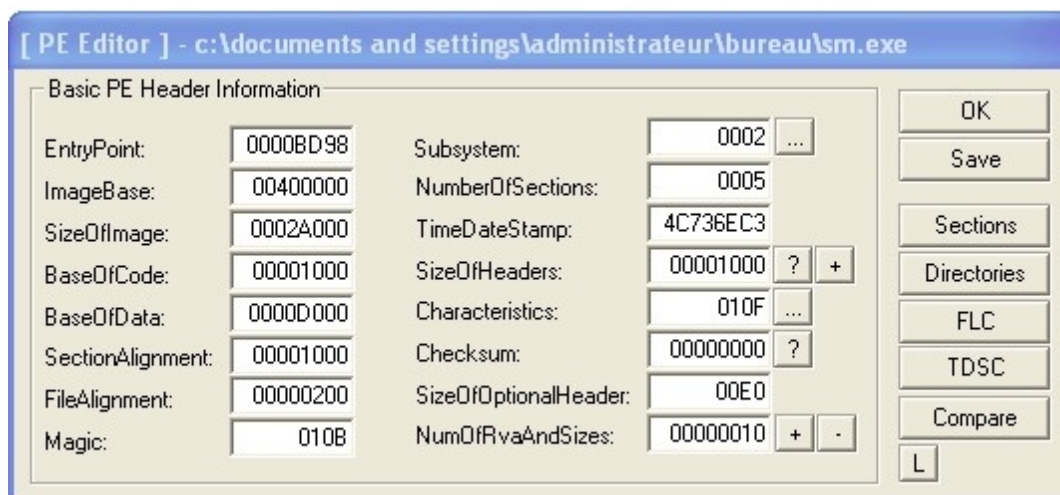 [ PE Editor ] - c:\documents and settings\administrateur\bureau\sm.exe
Basic PE Header Information
EntryPoint: 0000BD98
ImageBase: 00400000
SizeOfImage: 0002A000
BaseOfCode: 00001000
BaseOfData: 0000D000
SectionAlignment: 00001000
FileAlignment: 00000200
Magic: 010B
Subsystem: 0002 ...
NumberOfSections: 0005
TimeDateStamp: 4C736EC3
SizeOfHeaders: 00001000 ? +
Characteristics: 010F ...
Checksum: 00000000 ?
SizeOfOptionalHeader: 00E0
NumOfRvaAndSizes: 00000010 + -
OK
Save
Sections
Directories
FLC
TDSC
Compare
L